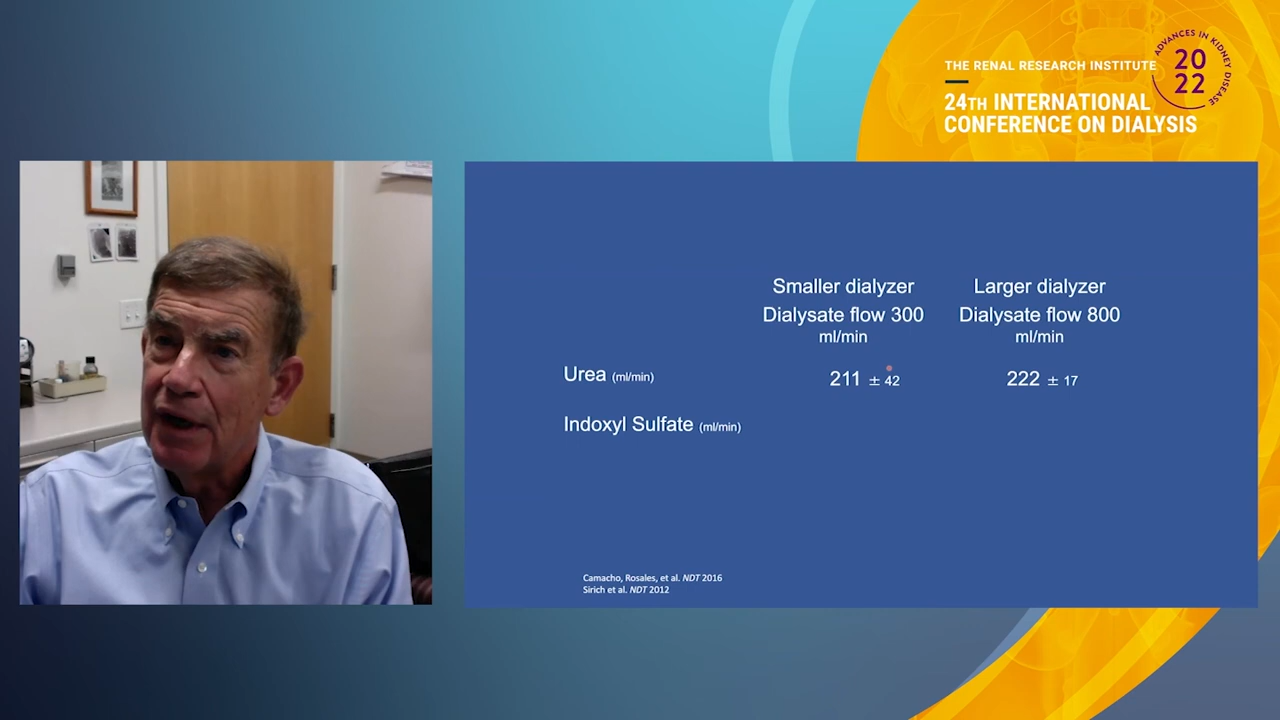 THE RENAL RESEARCH INSTITUTE
24TH INTERNATIONAL
CONFERENCE ON DIALYSIS
ADVANCES IN KIDNEY DISEASE
20
22
Smaller dialyzer
Dialysate flow 300
ml/min
Larger dialyzer
Dialysate flow 800
ml/min
Urea (ml/min) 211 ± 42 222 ± 17
Indoxyl Sulfate (ml/min)
Camacho, Rosales, et al. NDT 2016
Sirich et al. NDT 2012